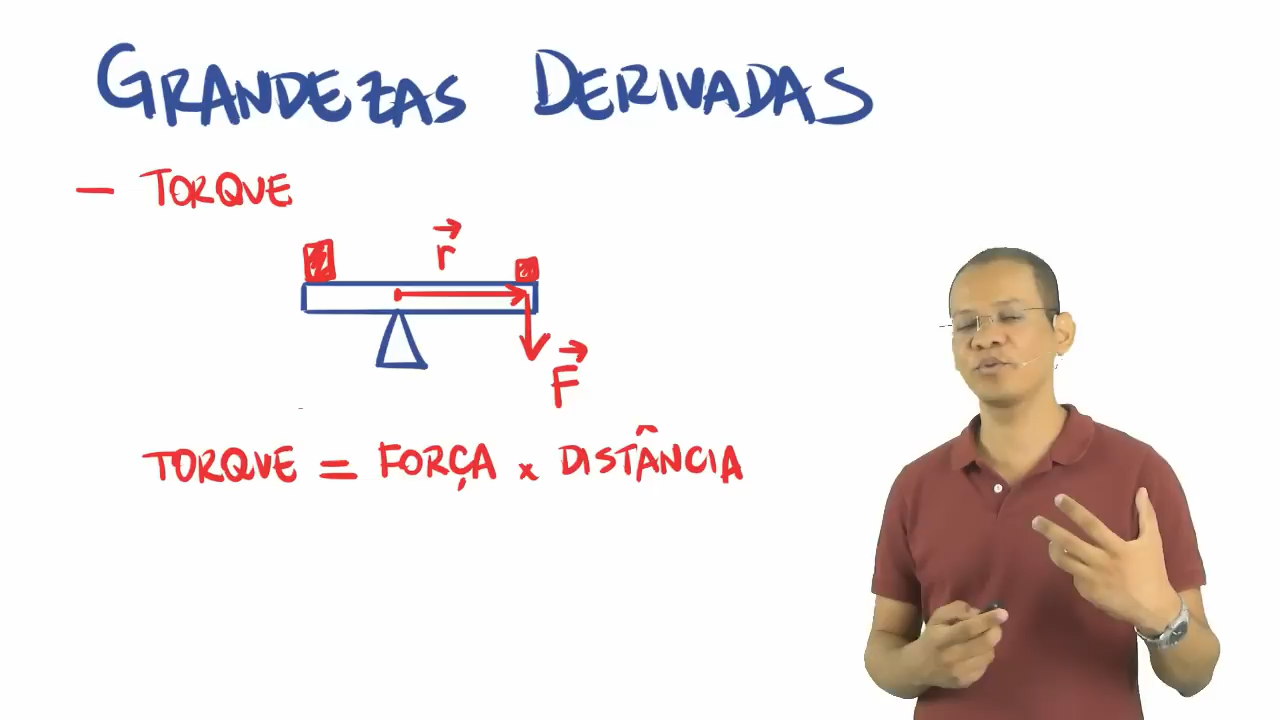 GRANDEZAS DERIVADAS
— TORQUE
r
F
TORQUE = FORÇA x DISTÂNCIA